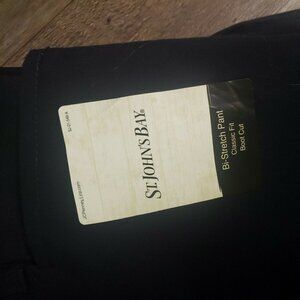 ST. JOHN'S BAY®
Bi-Stretch Pant
Classic Fit
Boot Cut